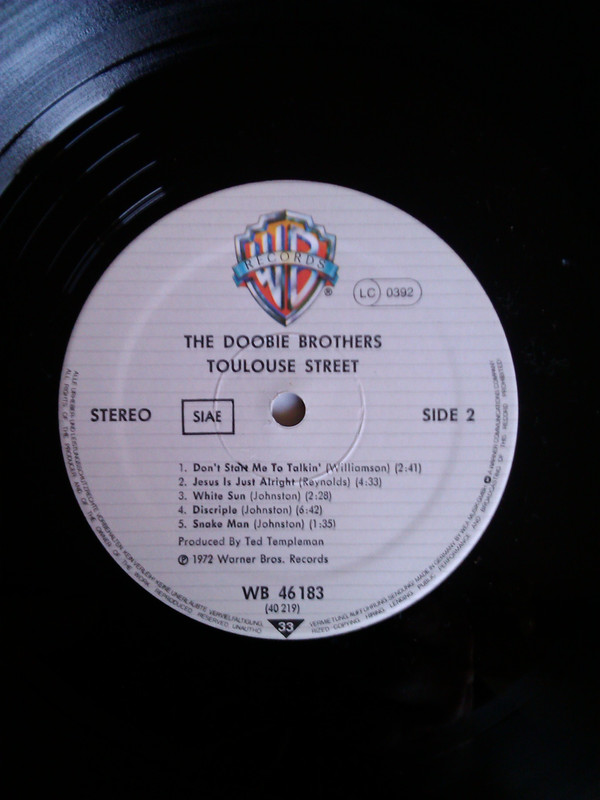 WB
RECORDS
®
LC 0392
THE DOOBIE BROTHERS
TOULOUSE STREET
STEREO
SIAE
SIDE 2
1. Don't Start Me To Talkin' (Williamson) (2:41)
2. Jesus Is Just Alright (Reynolds) (4:33)
3. White Sun (Johnston) (2:28)
4. Discriple (Johnston) (6:42)
5. Snake Man (Johnston) (1:35)
Produced By Ted Templeman
℗ 1972 Warner Bros. Records
WB 46 183
(40 219)
33